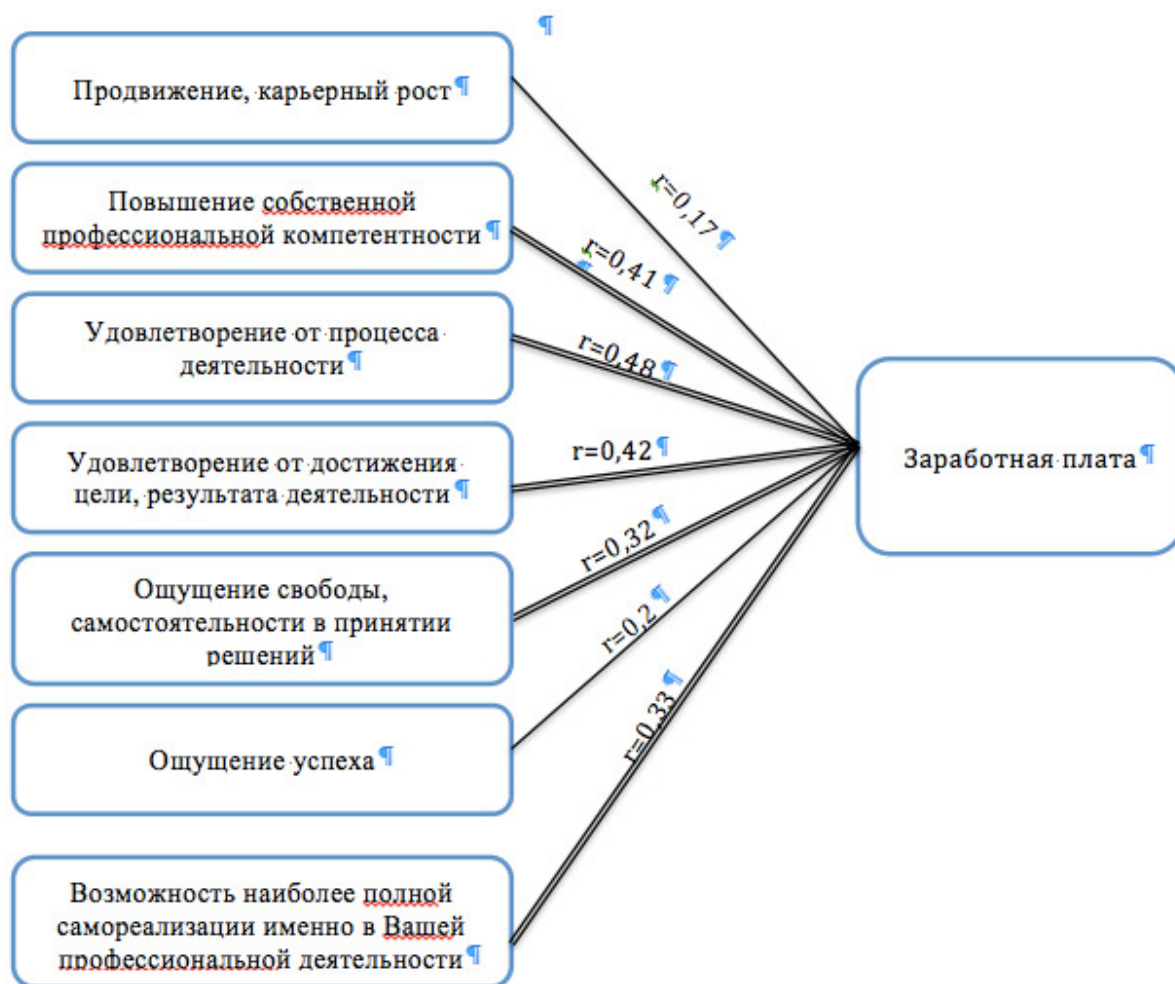 Продвижение, карьерный рост
Повышение собственной
профессиональной компетентности
Удовлетворение от процесса
деятельности
Удовлетворение от достижения
цели, результата деятельности
Ощущение свободы,
самостоятельности в принятии
решений
Ощущение успеха
Возможность наиболее полной
самореализации именно в Вашей
профессиональной деятельности
r=0,17
r=0,41
r=0,48
r=0,42
r=0,32
r=0,2
r=0,33
Заработная плата